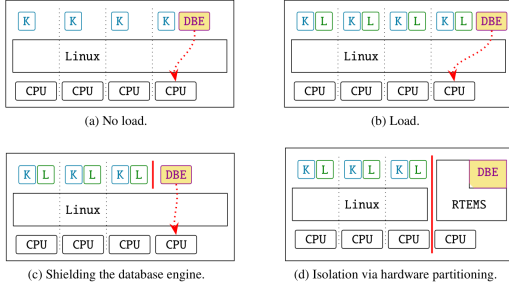 K K K K DBE
Linux
CPU CPU CPU CPU
(a) No load.
K L K L K L K L DBE
Linux
CPU CPU CPU CPU
(b) Load.
K L K L K L DBE
Linux
CPU CPU CPU CPU
(c) Shielding the database engine.
K L K L K L DBE
Linux RTEMS
CPU CPU CPU CPU
(d) Isolation via hardware partitioning.